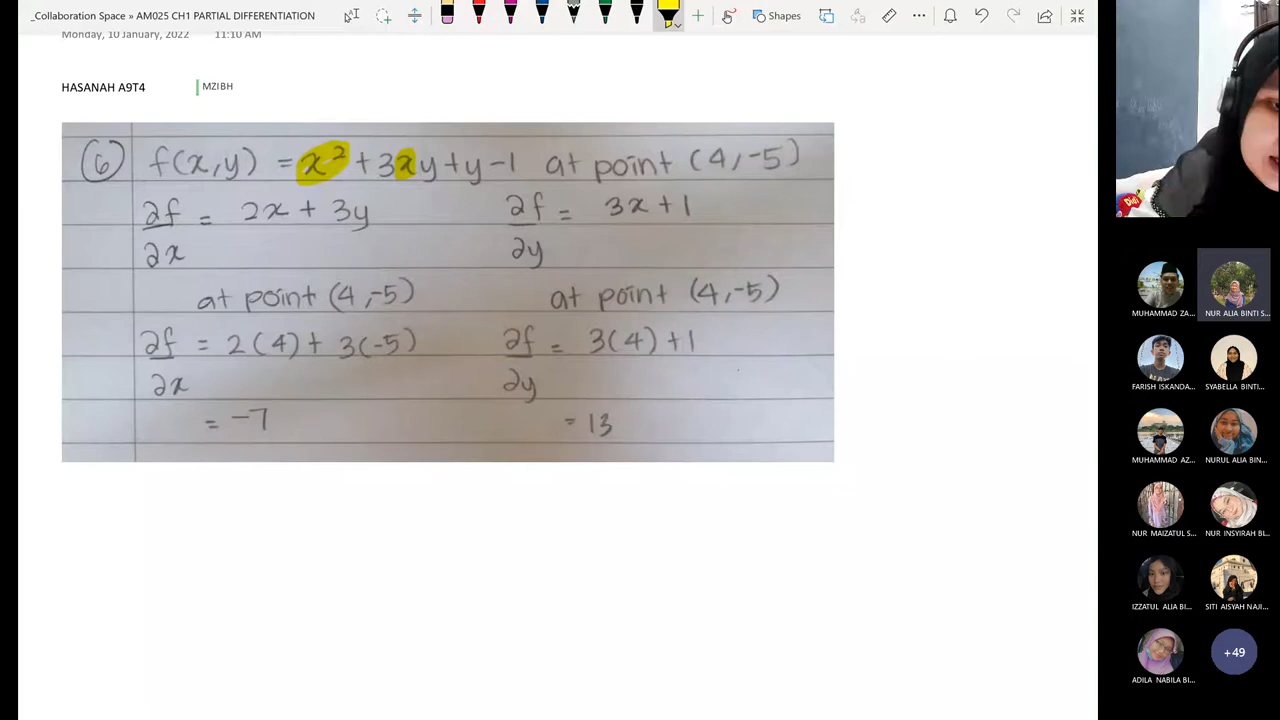 _Collaboration Space » AM025 CH1 PARTIAL DIFFERENTIATION
Shapes
Monday, 10 January, 2022 11:10 AM
HASANAH A9T4 MZIBH
⑥ f(x,y) = x² + 3xy + y - 1 at point (4,-5)
∂f/∂x = 2x + 3y ∂f/∂y = 3x + 1
at point (4,-5) at point (4,-5)
∂f/∂x = 2(4) + 3(-5) ∂f/∂y = 3(4) + 1
= -7 = 13
Didi
MUHAMMAD ZA... NUR ALIA BINTI S...
FARISH ISKANDA... SYABELLA BINTI...
MUHAMMAD AZ... NURUL ALIA BIN...
NUR MAIZATUL S... NUR INSYIRAH BI...
IZZATUL ALIA BI... SITI AISYAH NAJI...
ADILA NABILA BI... +49